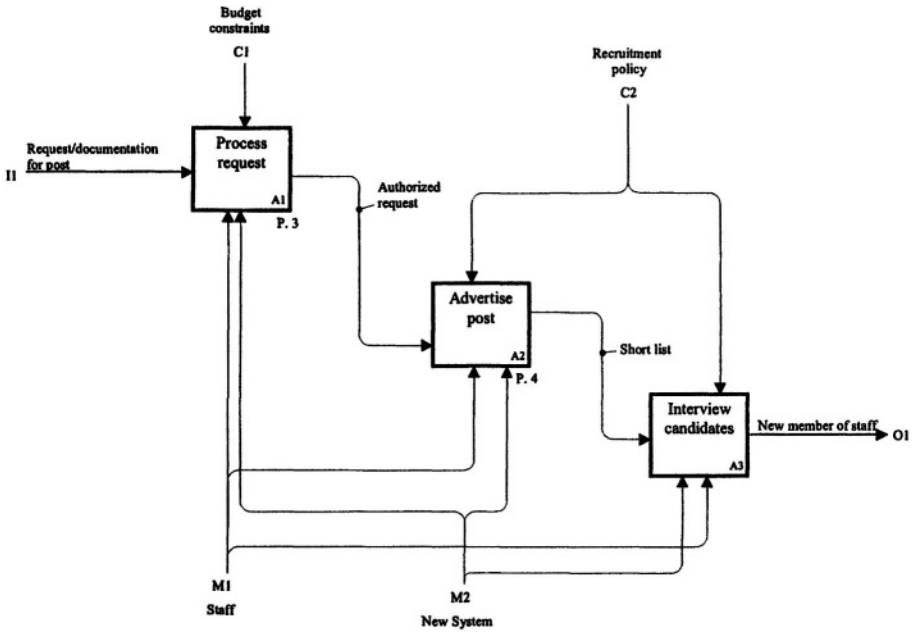 Budget
constraints
C1
Recruitment
policy
C2
Process
request
A1
P. 3
Request/documentation
for post
I1
Authorized
request
Advertise
post
A2
P. 4
Short list
Interview
candidates
A3
New member of staff
O1
M1
Staff
M2
New System